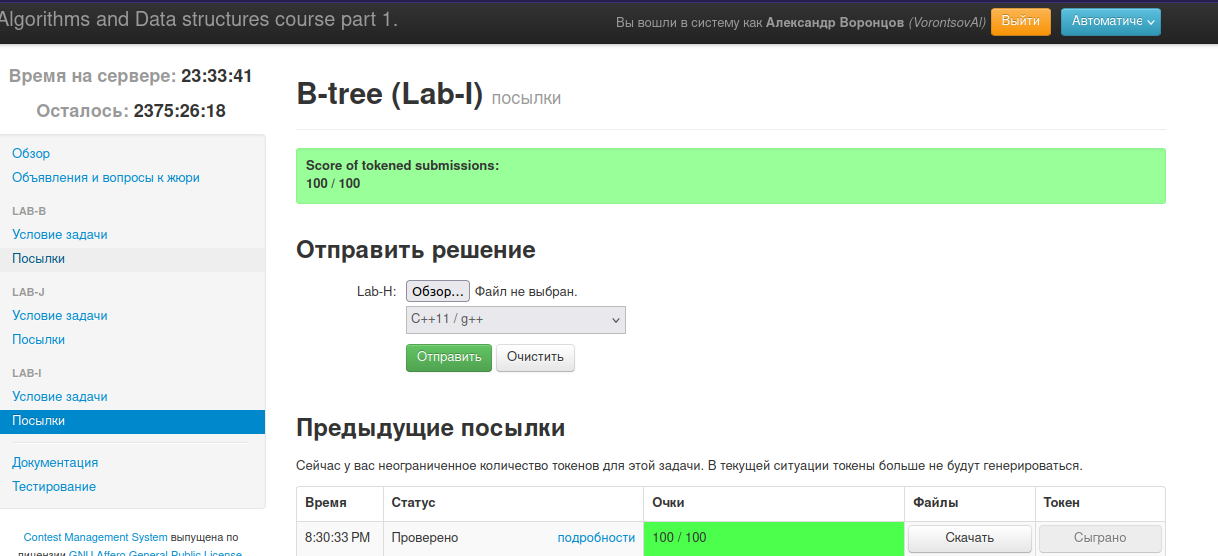 Algorithms and Data structures course part 1.
Вы вошли в систему как Александр Воронцов (VorontsovAI) Выйти Автоматиче
Время на сервере: 23:33:41
Осталось: 2375:26:18
Обзор
Объявления и вопросы к жюри
LAB-B
Условие задачи
Посылки
LAB-J
Условие задачи
Посылки
LAB-I
Условие задачи
Посылки
Документация
Тестирование
Contest Management System выпущена по
лицензии GNU Affero General Public License
B-tree (Lab-I) посылки
Score of tokened submissions:
100 / 100
Отправить решение
Lab-H: Обзор... Файл не выбран.
C++11 / g++
Отправить Очистить
Предыдущие посылки
Сейчас у вас неограниченное количество токенов для этой задачи. В текущей ситуации токены больше не будут генерироваться.
Время Статус Очки Файлы Токен
8:30:33 PM Проверено подробности 100 / 100 Скачать Сыграно